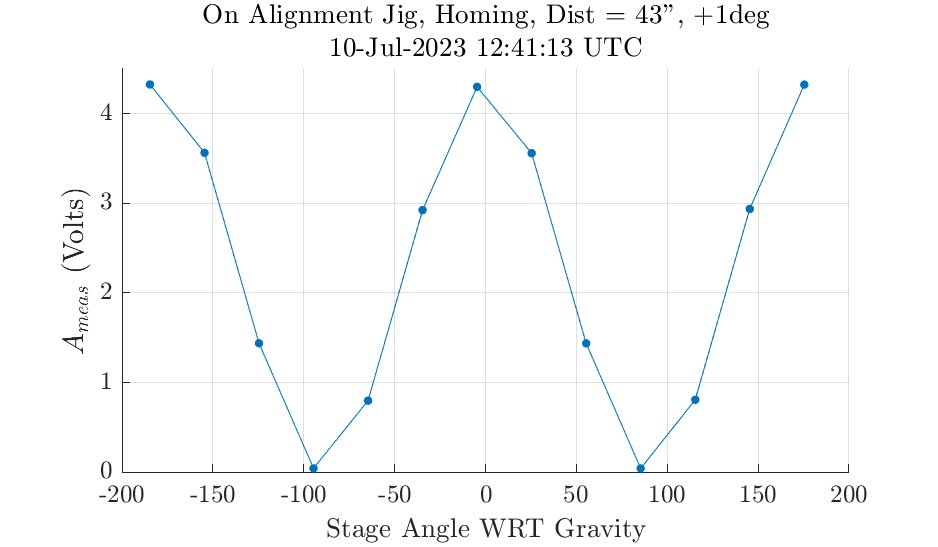 On Alignment Jig, Homing, Dist = 43”, +1deg
10-Jul-2023 12:41:13 UTC
4
3
2
1
0
A_meas (Volts)
-200 -150 -100 -50 0 50 100 150 200
Stage Angle WRT Gravity